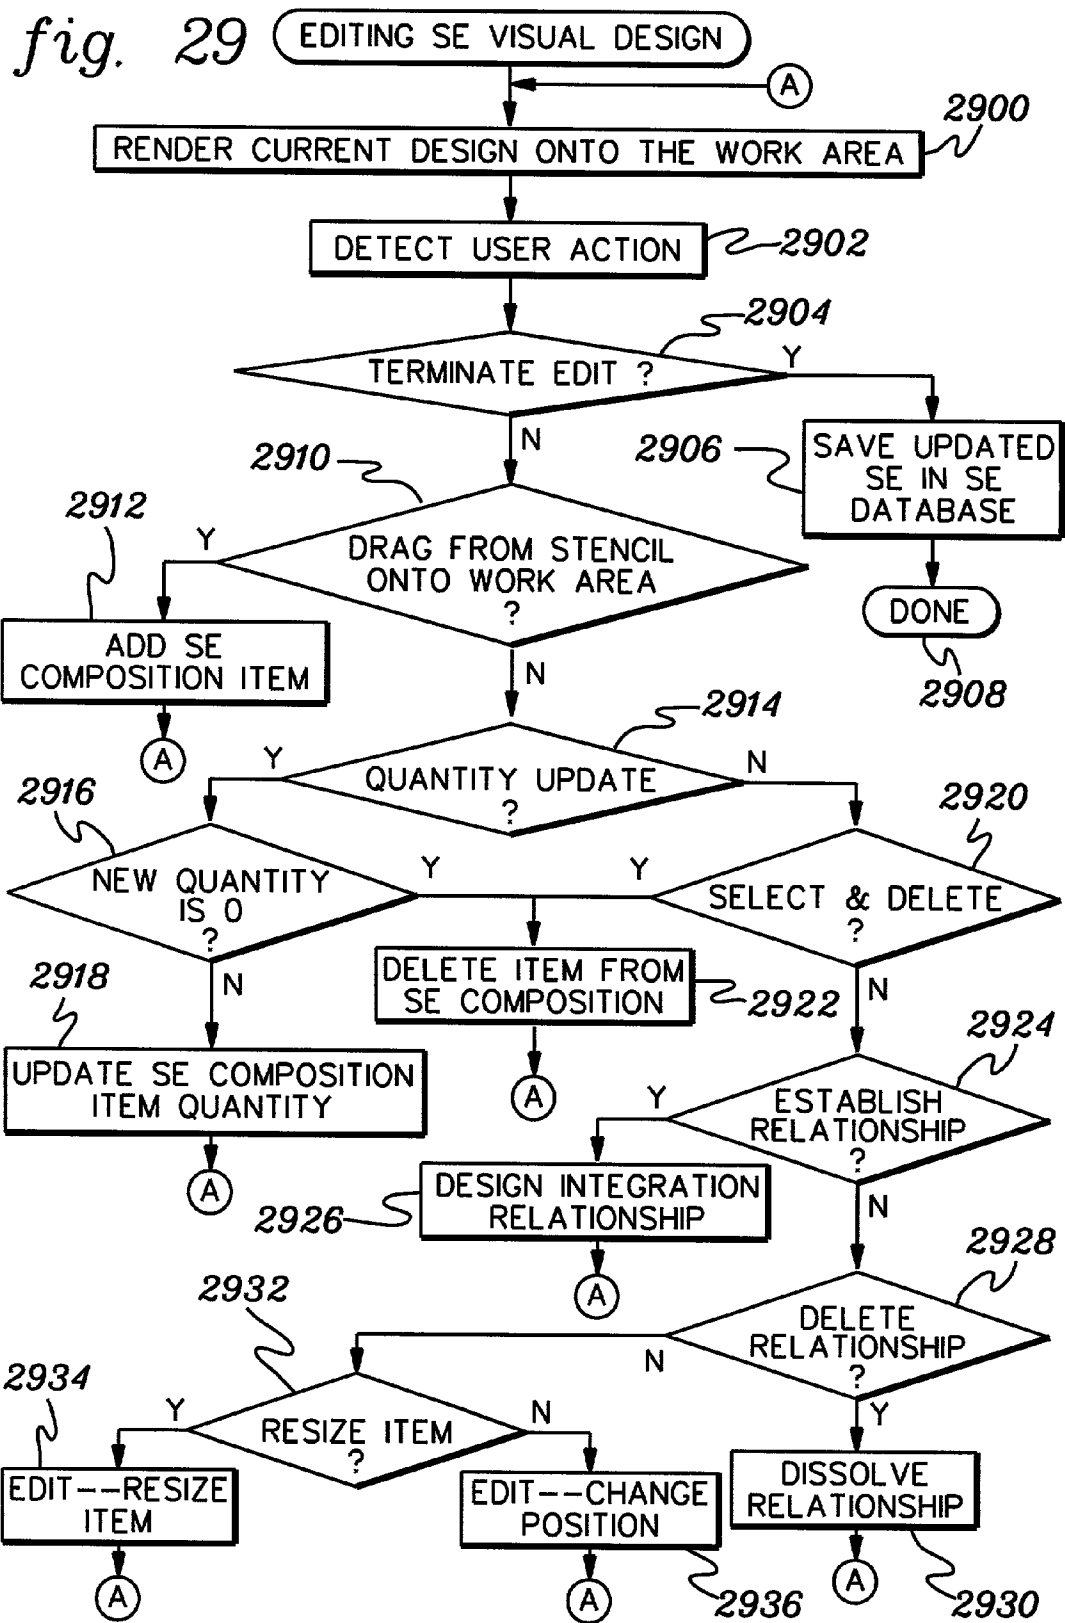 fig. 29
EDITING SE VISUAL DESIGN
A
2900
RENDER CURRENT DESIGN ONTO THE WORK AREA
DETECT USER ACTION
2902
2904
TERMINATE EDIT ?
Y
N
2906
SAVE UPDATED
SE IN SE
DATABASE
DONE
2908
2910
2912
Y
DRAG FROM STENCIL
ONTO WORK AREA
?
N
ADD SE
COMPOSITION ITEM
A
2914
Y
QUANTITY UPDATE
?
N
2916
NEW QUANTITY
IS 0
?
Y
N
2920
Y
SELECT & DELETE
?
N
2918
UPDATE SE COMPOSITION
ITEM QUANTITY
A
DELETE ITEM FROM
SE COMPOSITION
2922
A
2924
Y
ESTABLISH
RELATIONSHIP
?
N
DESIGN INTEGRATION
RELATIONSHIP
2926
A
2928
DELETE
RELATIONSHIP
?
N
Y
2932
RESIZE ITEM
?
Y
N
2934
EDIT--RESIZE
ITEM
A
EDIT--CHANGE
POSITION
2936
A
DISSOLVE
RELATIONSHIP
2930
A